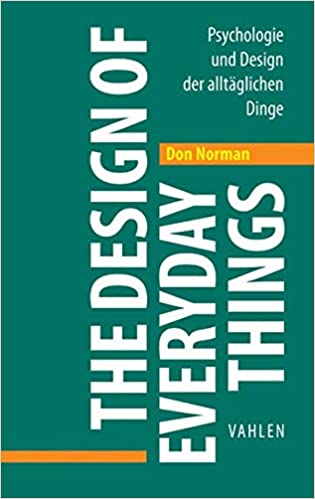 Psychologie
und Design
der alltäglichen
Dinge
Don Norman
THE DESIGN OF
EVERYDAY
THINGS
VAHLEN